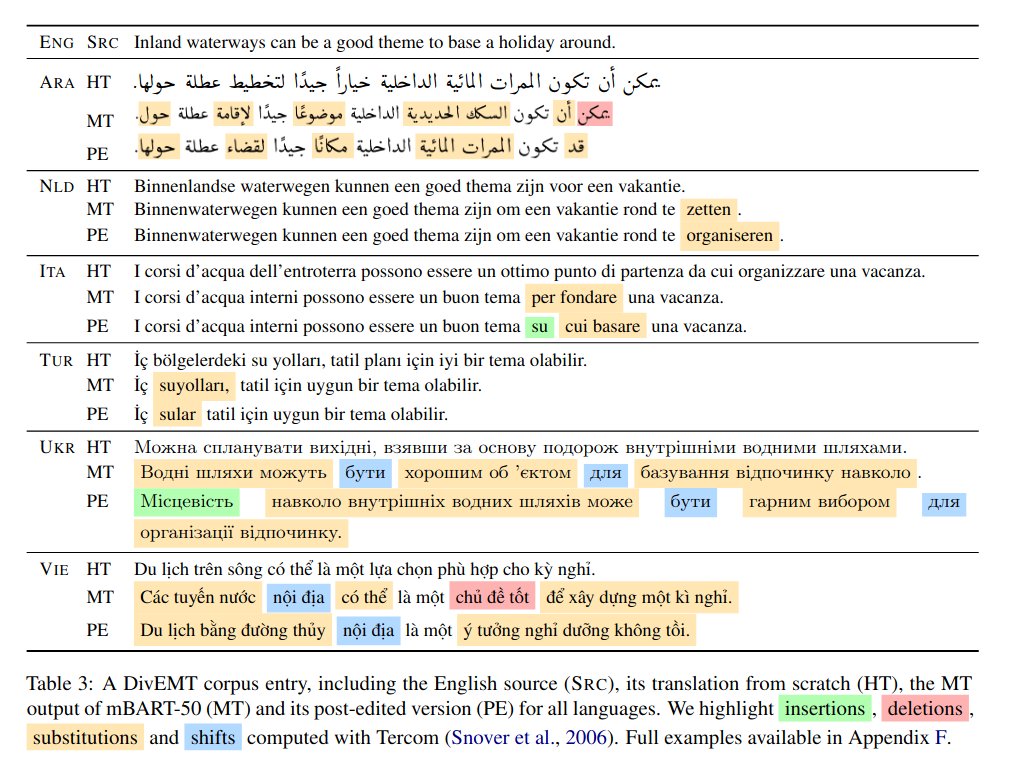 ENG SRC Inland waterways can be a good theme to base a holiday around.
ARA HT يمكن أن تكون الممرات المائية الداخلية خياراً جيدًا لتخطيط عطلة حولها.
MT يمكن أن تكون السكك الحديدية الداخلية موضوعًا جيدًا لإقامة عطلة حول.
PE قد تكون الممرات المائية الداخلية مكانًا جيدًا لقضاء عطلة حولها.
NLD HT Binnenlandse waterwegen kunnen een goed thema zijn voor een vakantie.
MT Binnenwaterwegen kunnen een goed thema zijn om een vakantie rond te zetten .
PE Binnenwaterwegen kunnen een goed thema zijn om een vakantie rond te organiseren .
ITA HT I corsi d'acqua dell'entroterra possono essere un ottimo punto di partenza da cui organizzare una vacanza.
MT I corsi d'acqua interni possono essere un buon tema per fondare una vacanza.
PE I corsi d'acqua interni possono essere un buon tema su cui basare una vacanza.
TUR HT İç bölgelerdeki su yolları, tatil planı için iyi bir tema olabilir.
MT İç suyolları, tatil için uygun bir tema olabilir.
PE İç sular tatil için uygun bir tema olabilir.
UKR HT Можна спланувати вихідні, взявши за основу подорож внутрішніми водними шляхами.
MT Водні шляхи можуть бути хорошим об 'єктом для базування відпочинку навколо .
PE Місцевість навколо внутрішніх водних шляхів може бути гарним вибором для
організації відпочинку.
VIE HT Du lịch trên sông có thể là một lựa chọn phù hợp cho kỳ nghỉ.
MT Các tuyến nước nội địa có thể là một chủ đề tốt để xây dựng một kì nghỉ.
PE Du lịch bằng đường thủy nội địa là một ý tưởng nghỉ dưỡng không tồi.
Table 3: A DivEMT corpus entry, including the English source (SRC), its translation from scratch (HT), the MT
output of mBART-50 (MT) and its post-edited version (PE) for all languages. We highlight insertions , deletions ,
substitutions and shifts computed with Tercom (Snover et al., 2006). Full examples available in Appendix F.